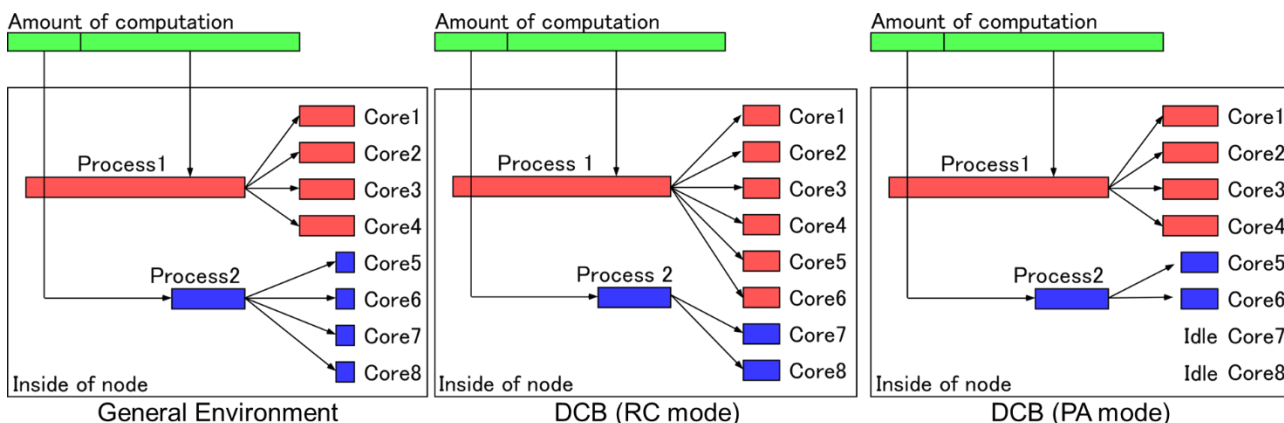 Amount of computation
Process1
Core1
Core2
Core3
Core4
Process2
Core5
Core6
Core7
Core8
Inside of node
General Environment
Amount of computation
Process 1
Core1
Core2
Core3
Core4
Core5
Core6
Process 2
Core7
Core8
Inside of node
DCB (RC mode)
Amount of computation
Process1
Core1
Core2
Core3
Core4
Process2
Core5
Core6
Idle Core7
Idle Core8
Inside of node
DCB (PA mode)